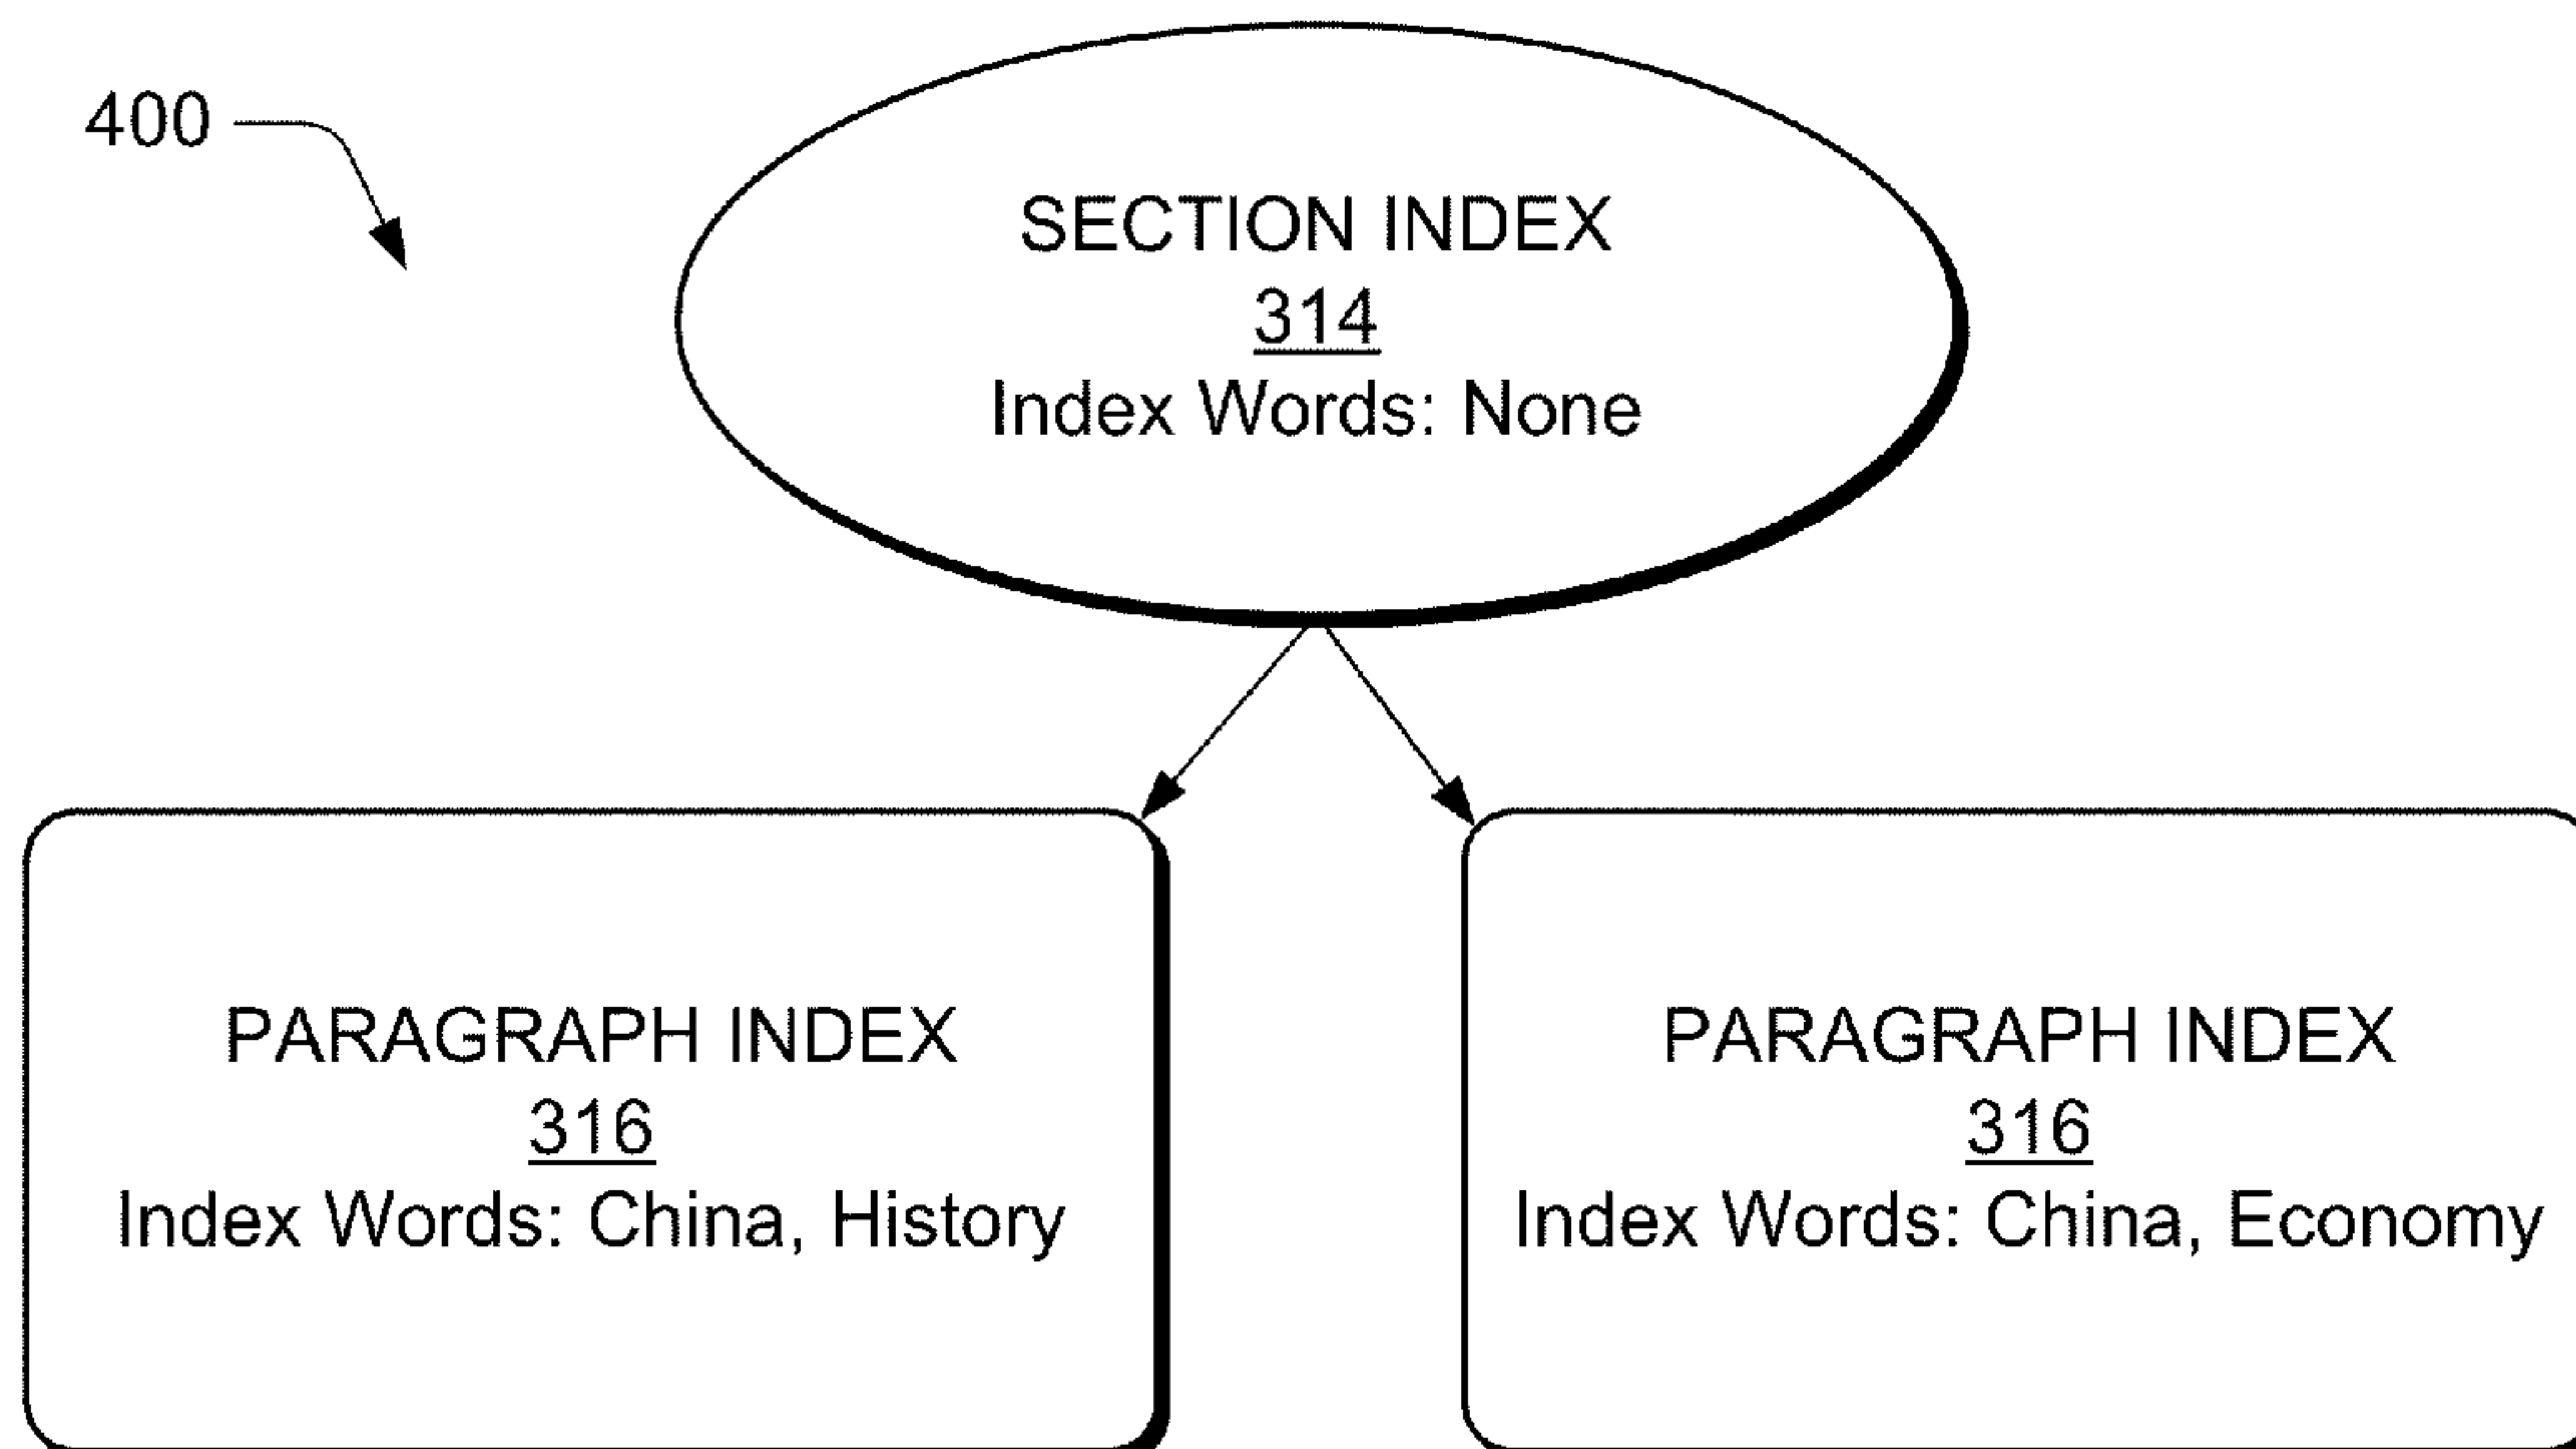 400
SECTION INDEX
314
Index Words: None
PARAGRAPH INDEX
316
Index Words: China, History
PARAGRAPH INDEX
316
Index Words: China, Economy